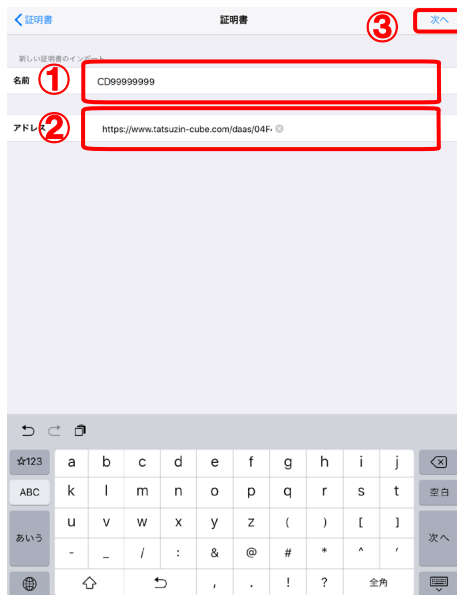 証明書 証明書 ③ 次へ
新しい証明書のインポート
名前 ① CD99999999
アドレス ② https://www.tatsuzin-cube.com/daas/04F
☆123 a b c d e f g h i j
ABC k l m n o p q r s t 空白
あいう u v w x y z ( ) [ ] 次へ
- _ / : & @ # * ^ '
, . ! ? 全角